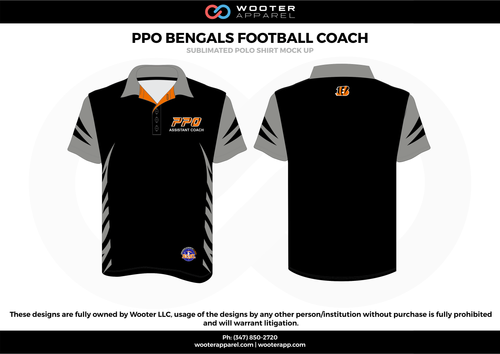 WOOTER
APPAREL
PPO BENGALS FOOTBALL COACH
SUBLIMATED POLO SHIRT MOCK UP
PPO
ASSISTANT COACH
These designs are fully owned by Wooter LLC, usage of the designs by any other person/institution without purchase is fully prohibited
and will warrant litigation.
Ph: (347) 850-2720
wooterapparel.com | wooterapp.com